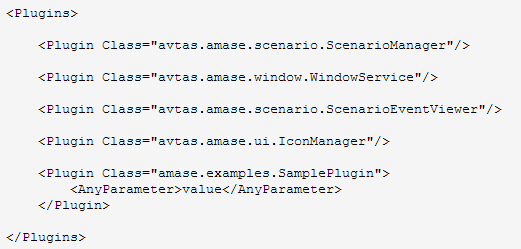 <Plugins>
<Plugin Class="avtas.amase.scenario.ScenarioManager"/>
<Plugin Class="avtas.amase.window.WindowService"/>
<Plugin Class="avtas.amase.scenario.ScenarioEventViewer"/>
<Plugin Class="avtas.amase.ui.IconManager"/>
<Plugin Class="amase.examples.SamplePlugin">
<AnyParameter>value</AnyParameter>
</Plugin>
</Plugins>